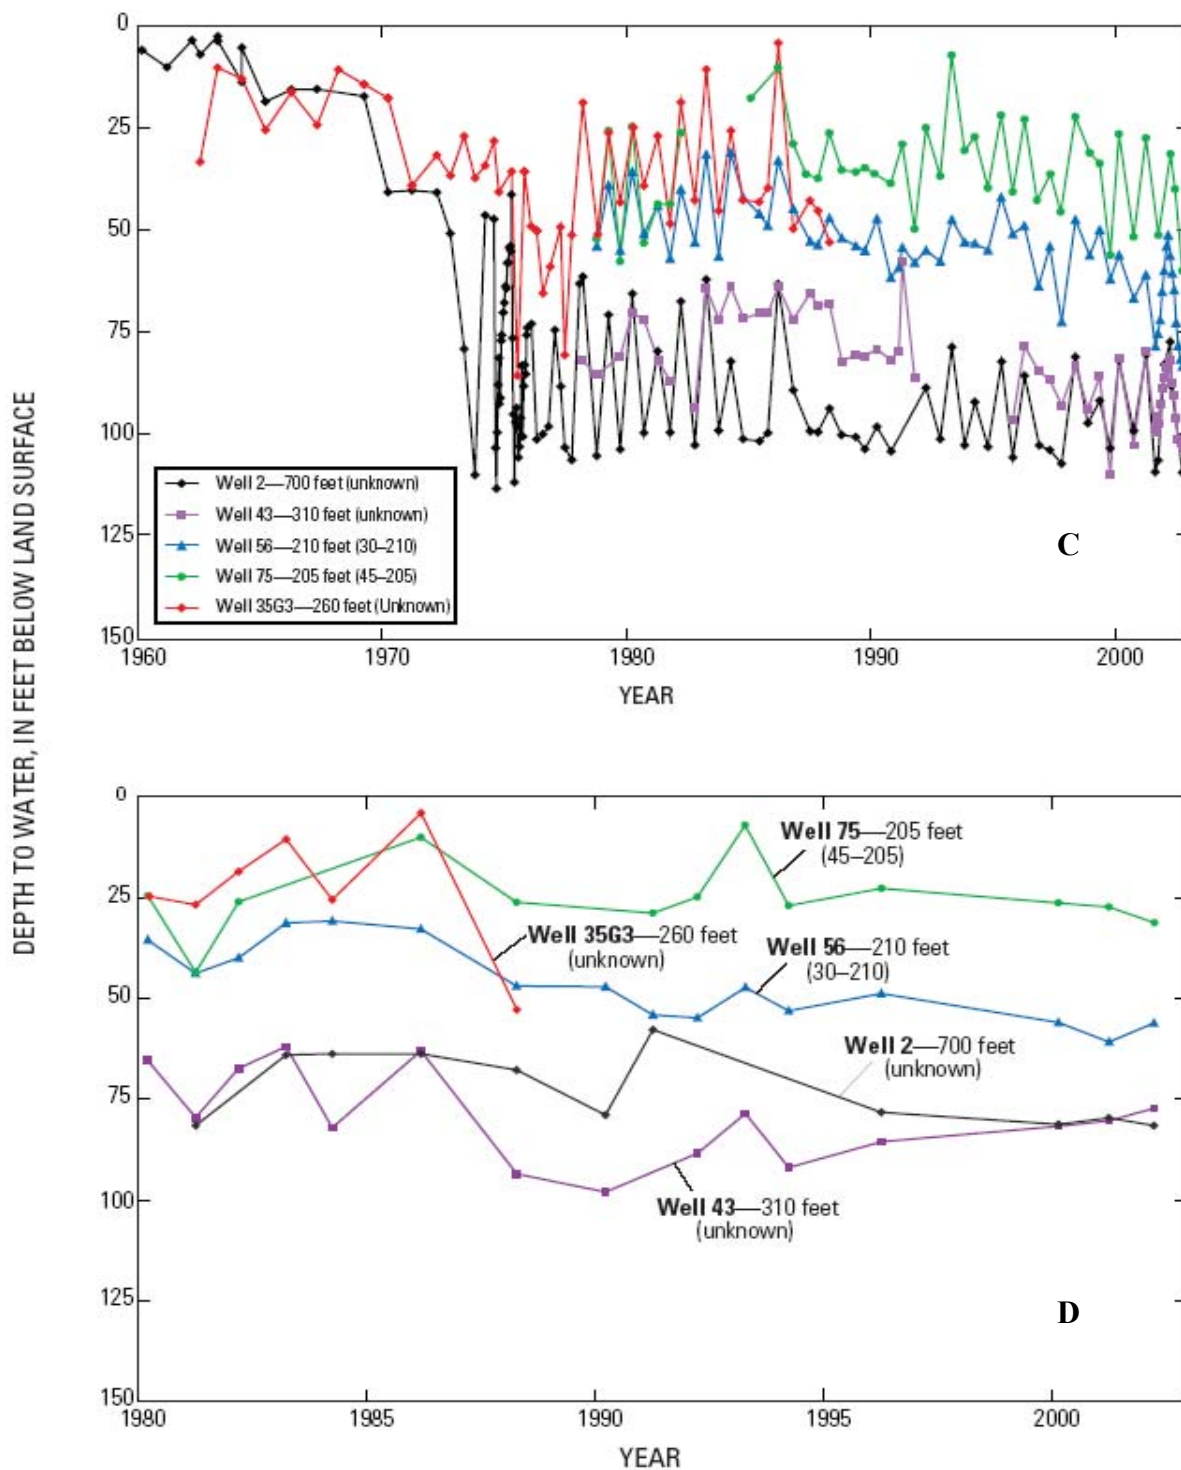 DEPTH TO WATER, IN FEET BELOW LAND SURFACE
0
25
50
75
100
125
150
Well 2—700 feet (unknown)
Well 43—310 feet (unknown)
Well 56—210 feet (30–210)
Well 75—205 feet (45–205)
Well 35G3—260 feet (Unknown)
C
1960 1970 1980 1990 2000
YEAR
0
25
50
75
100
125
150
Well 75—205 feet
(45–205)
Well 35G3—260 feet
(unknown)
Well 56—210 feet
(30–210)
Well 2—700 feet
(unknown)
Well 43—310 feet
(unknown)
D
1980 1985 1990 1995 2000
YEAR